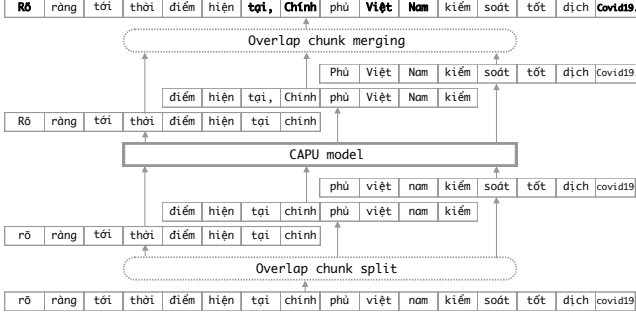 Rõ ràng tới thời điểm hiện tại, Chính phủ Việt Nam kiểm soát tốt dịch Covid19.
Overlap chunk merging
Phủ Việt Nam kiểm soát tốt dịch Covid19
điểm hiện tại, Chính phủ Việt Nam kiểm
Rõ ràng tới thời điểm hiện tại chính
CAPU model
phủ việt nam kiểm soát tốt dịch covid19
điểm hiện tại chính phủ việt nam kiểm
rõ ràng tới thời điểm hiện tại chính
Overlap chunk split
rõ ràng tới thời điểm hiện tại chính phủ việt nam kiểm soát tốt dịch covid19